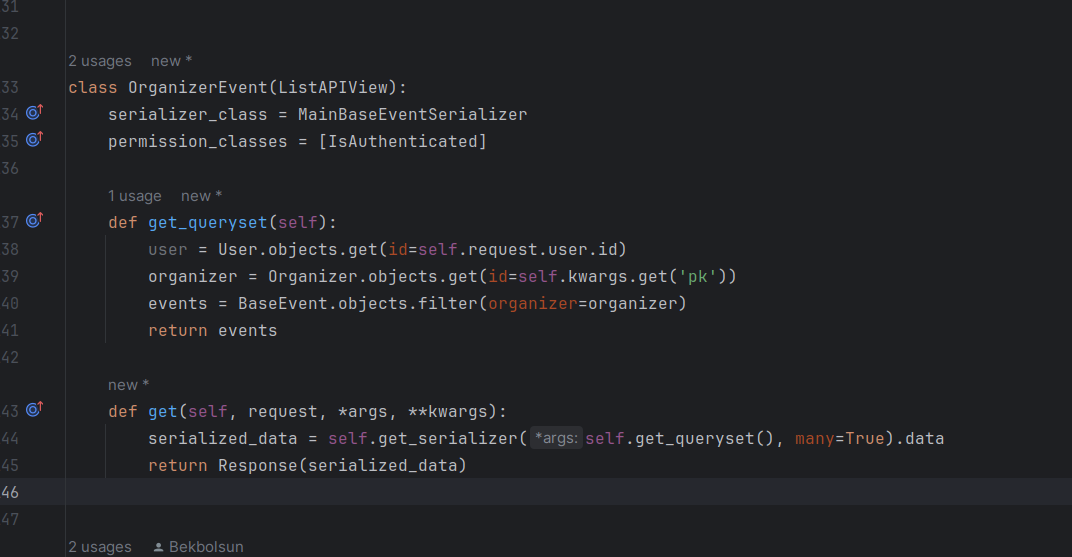 31
32
2 usages new *
33 class OrganizerEvent(ListAPIView):
34 serializer_class = MainBaseEventSerializer
35 permission_classes = [IsAuthenticated]
36
1 usage new *
37 def get_queryset(self):
38 user = User.objects.get(id=self.request.user.id)
39 organizer = Organizer.objects.get(id=self.kwargs.get('pk'))
40 events = BaseEvent.objects.filter(organizer=organizer)
41 return events
42
new *
43 def get(self, request, *args, **kwargs):
44 serialized_data = self.get_serializer( *args: self.get_queryset(), many=True).data
45 return Response(serialized_data)
46
47
2 usages Bekbolsun